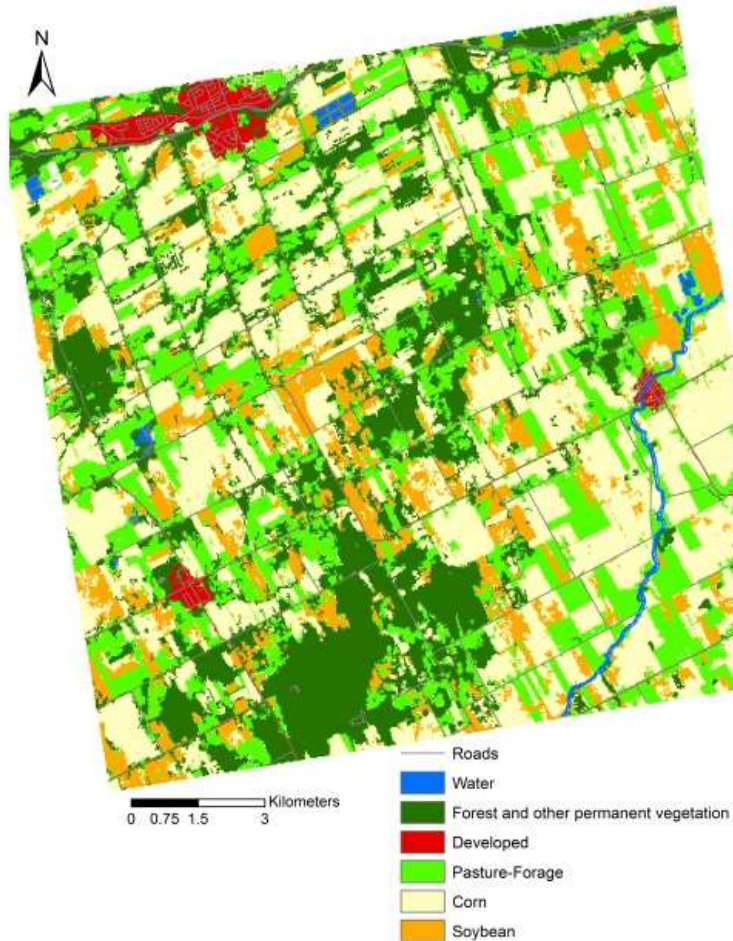 N
Roads
Water
Kilometers
0 0.75 1.5 3
Forest and other permanent vegetation
Developed
Pasture-Forage
Corn
Soybean